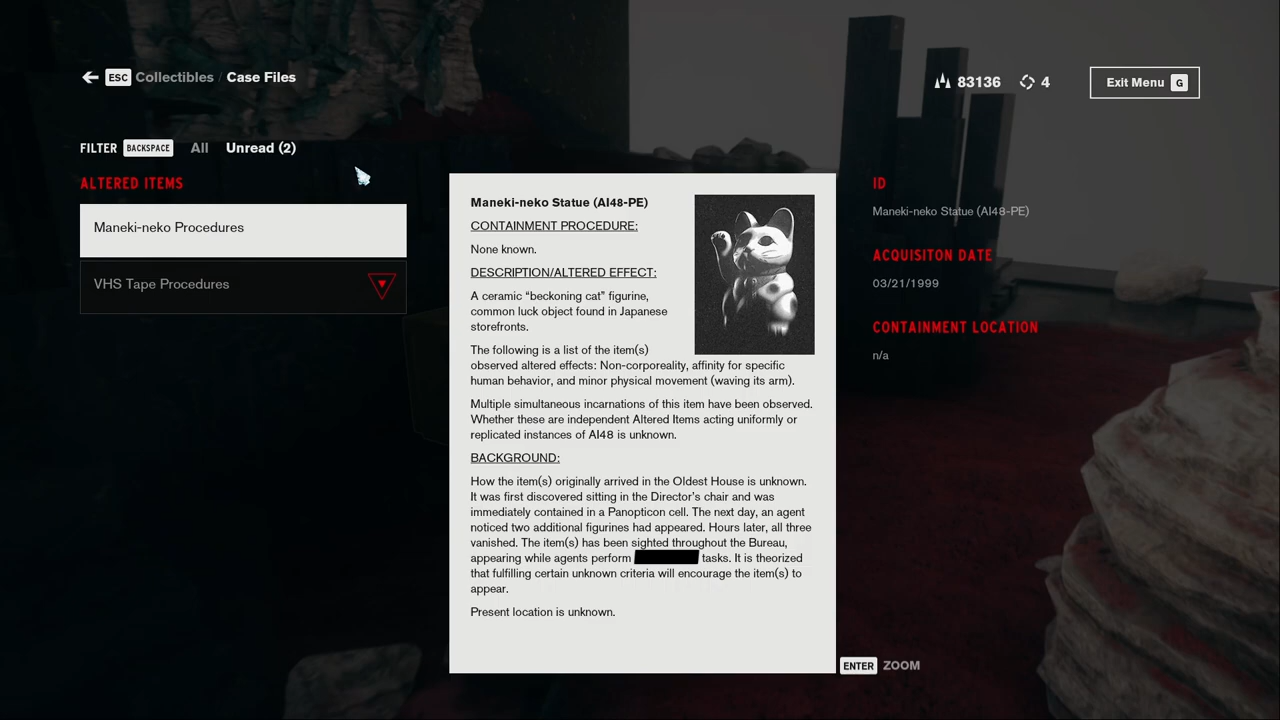 ESC Collectibles / Case Files
83136 4 Exit Menu G
FILTER BACKSPACE All Unread (2)
ALTERED ITEMS
Maneki-neko Procedures
VHS Tape Procedures
Maneki-neko Statue (AI48-PE)
CONTAINMENT PROCEDURE:
None known.
DESCRIPTION/ALTERED EFFECT:
A ceramic “beckoning cat” figurine,
common luck object found in Japanese
storefronts.
The following is a list of the item(s)
observed altered effects: Non-corporeality, affinity for specific
human behavior, and minor physical movement (waving its arm).
Multiple simultaneous incarnations of this item have been observed.
Whether these are independent Altered Items acting uniformly or
replicated instances of AI48 is unknown.
BACKGROUND:
How the item(s) originally arrived in the Oldest House is unknown.
It was first discovered sitting in the Director’s chair and was
immediately contained in a Panopticon cell. The next day, an agent
noticed two additional figurines had appeared. Hours later, all three
vanished. The item(s) has been sighted throughout the Bureau,
appearing while agents perform tasks. It is theorized
that fulfilling certain unknown criteria will encourage the item(s) to
appear.
Present location is unknown.
ID
Maneki-neko Statue (AI48-PE)
ACQUISITON DATE
03/21/1999
CONTAINMENT LOCATION
n/a
ENTER ZOOM